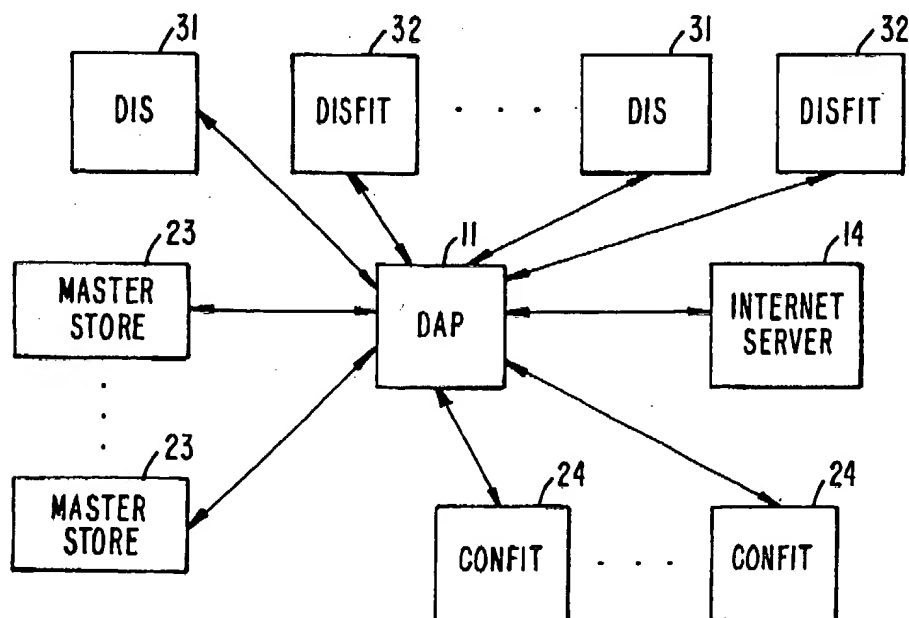 31
32
31
32
DIS
DISFIT
DIS
DISFIT
23
11
14
MASTER
STORE
DAP
INTERNET
SERVER
23
MASTER
STORE
24
24
CONFIT
CONFIT